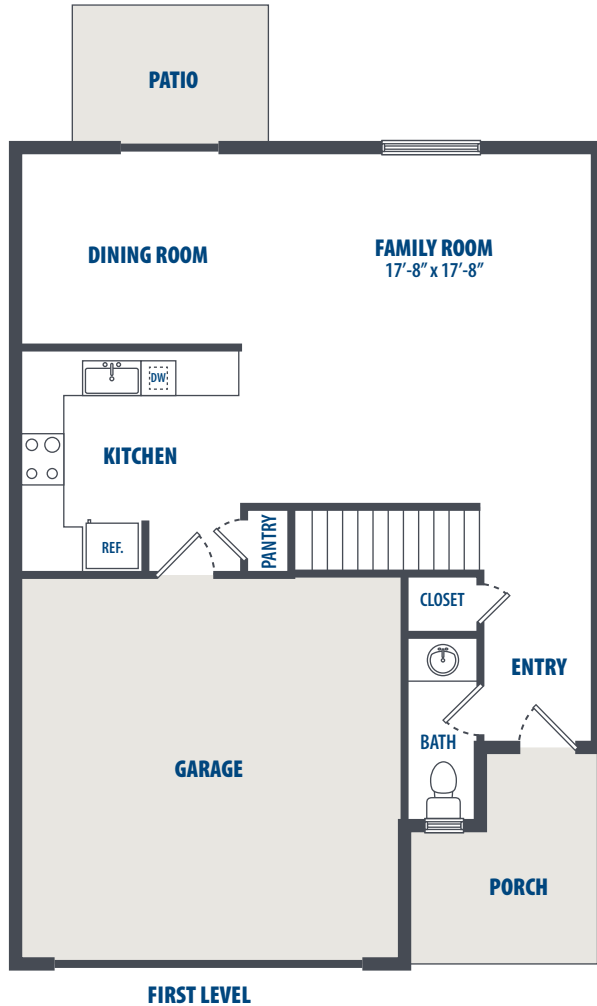 PATIO
DINING ROOM
FAMILY ROOM
17'-8" x 17'-8"
DW
KITCHEN
REF.
PANTRY
CLOSET
ENTRY
BATH
GARAGE
PORCH
FIRST LEVEL